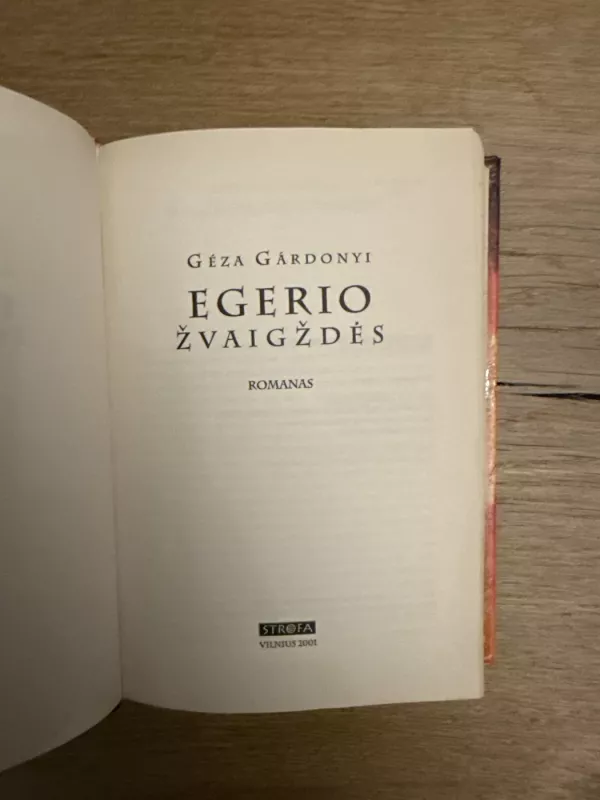 GÉZA GÁRDONYI
EGERIO
ŽVAIGŽDĖS
ROMANAS
STROFA
VILNIUS 2001